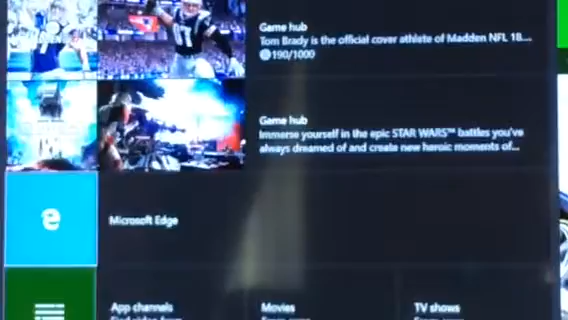 Game hub
Tom Brady is the official cover athlete of Madden NFL 18...
190/1000
Game hub
Immerse yourself in the epic STAR WARS™ battles you've
always dreamed of and create new heroic moments of...
Microsoft Edge
App channels
Movies
TV shows